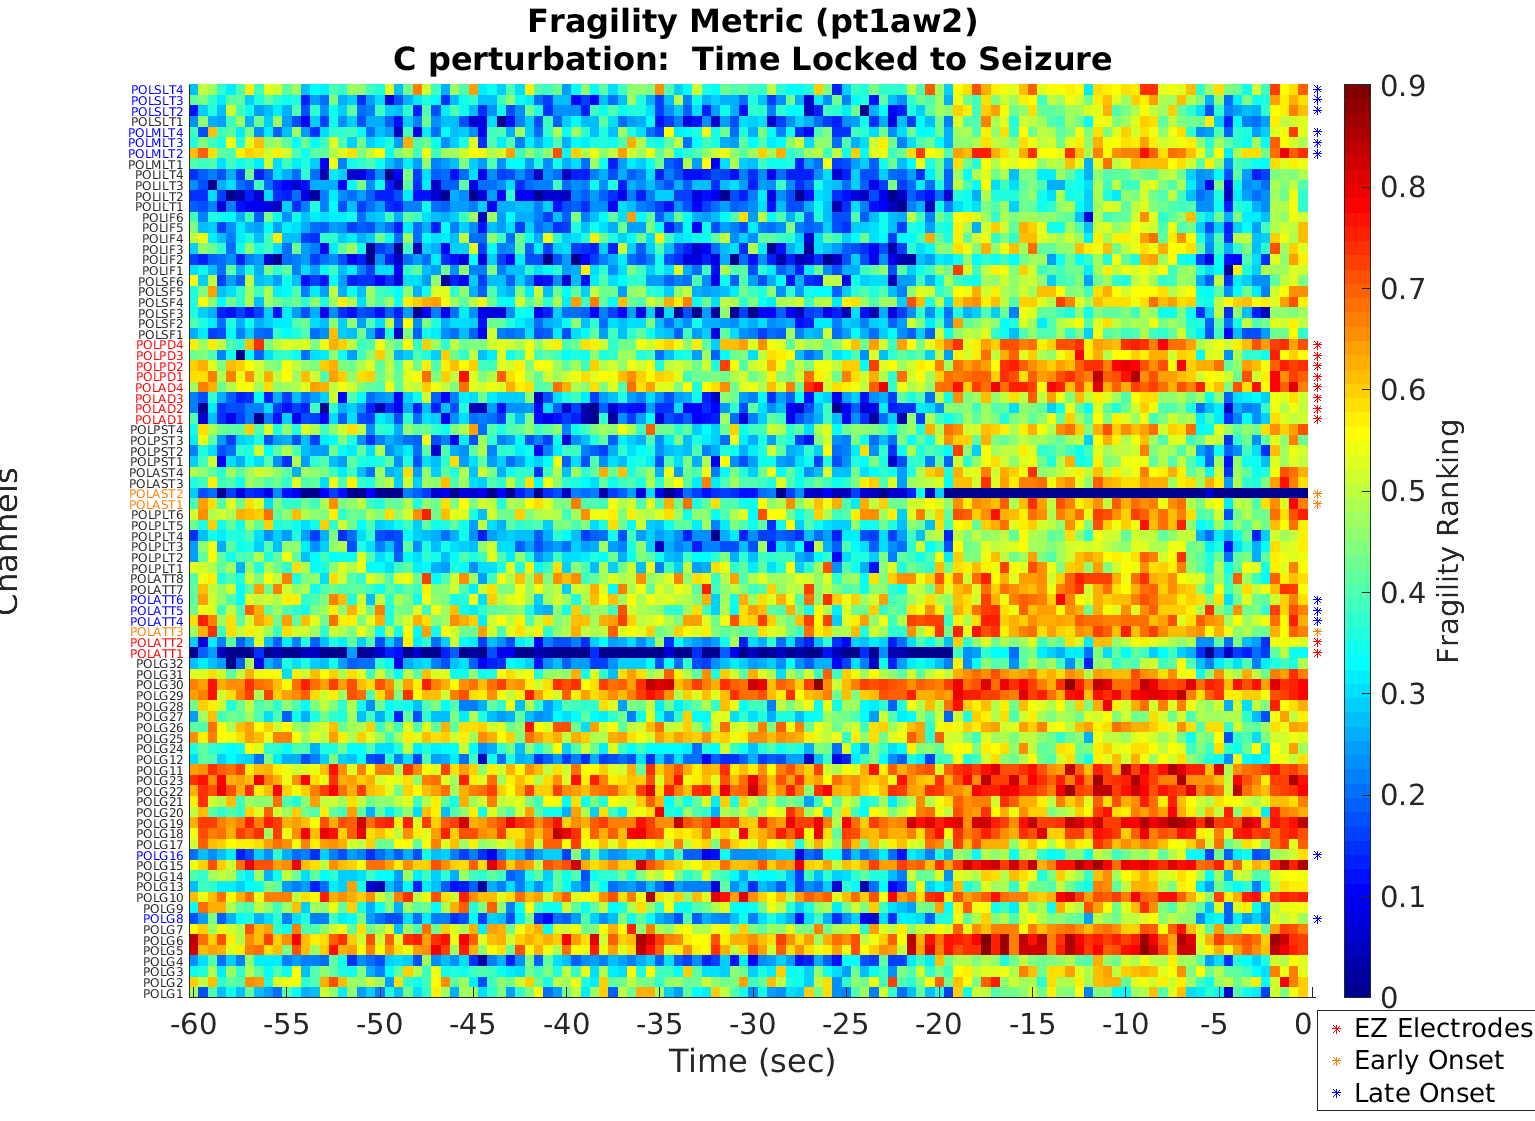 Fragility Metric (pt1aw2)
C perturbation:  Time Locked to Seizure
Channels
POLSLT4
POLSLT3
POLSLT2
POLSLT1
POLMLT4
POLMLT3
POLMLT2
POLMLT1
POLILT4
POLILT3
POLILT2
POLILT1
POLIF6
POLIF5
POLIF4
POLIF3
POLIF2
POLIF1
POLSF6
POLSF5
POLSF4
POLSF3
POLSF2
POLSF1
POLPD4
POLPD3
POLPD2
POLPD1
POLAD4
POLAD3
POLAD2
POLAD1
POLPST4
POLPST3
POLPST2
POLPST1
POLAST4
POLAST3
POLAST2
POLAST1
POLPLT6
POLPLT5
POLPLT4
POLPLT3
POLPLT2
POLPLT1
POLATT8
POLATT7
POLATT6
POLATT5
POLATT4
POLATT3
POLATT2
POLATT1
POLG32
POLG31
POLG30
POLG29
POLG28
POLG27
POLG26
POLG25
POLG24
POLG12
POLG11
POLG23
POLG22
POLG21
POLG20
POLG19
POLG18
POLG17
POLG16
POLG15
POLG14
POLG13
POLG10
POLG9
POLG8
POLG7
POLG6
POLG5
POLG4
POLG3
POLG2
POLG1
-60 -55 -50 -45 -40 -35 -30 -25 -20 -15 -10 -5 0
Time (sec)
0.9
0.8
0.7
0.6
0.5
0.4
0.3
0.2
0.1
0
Fragility Ranking
EZ Electrodes
Early Onset
Late Onset